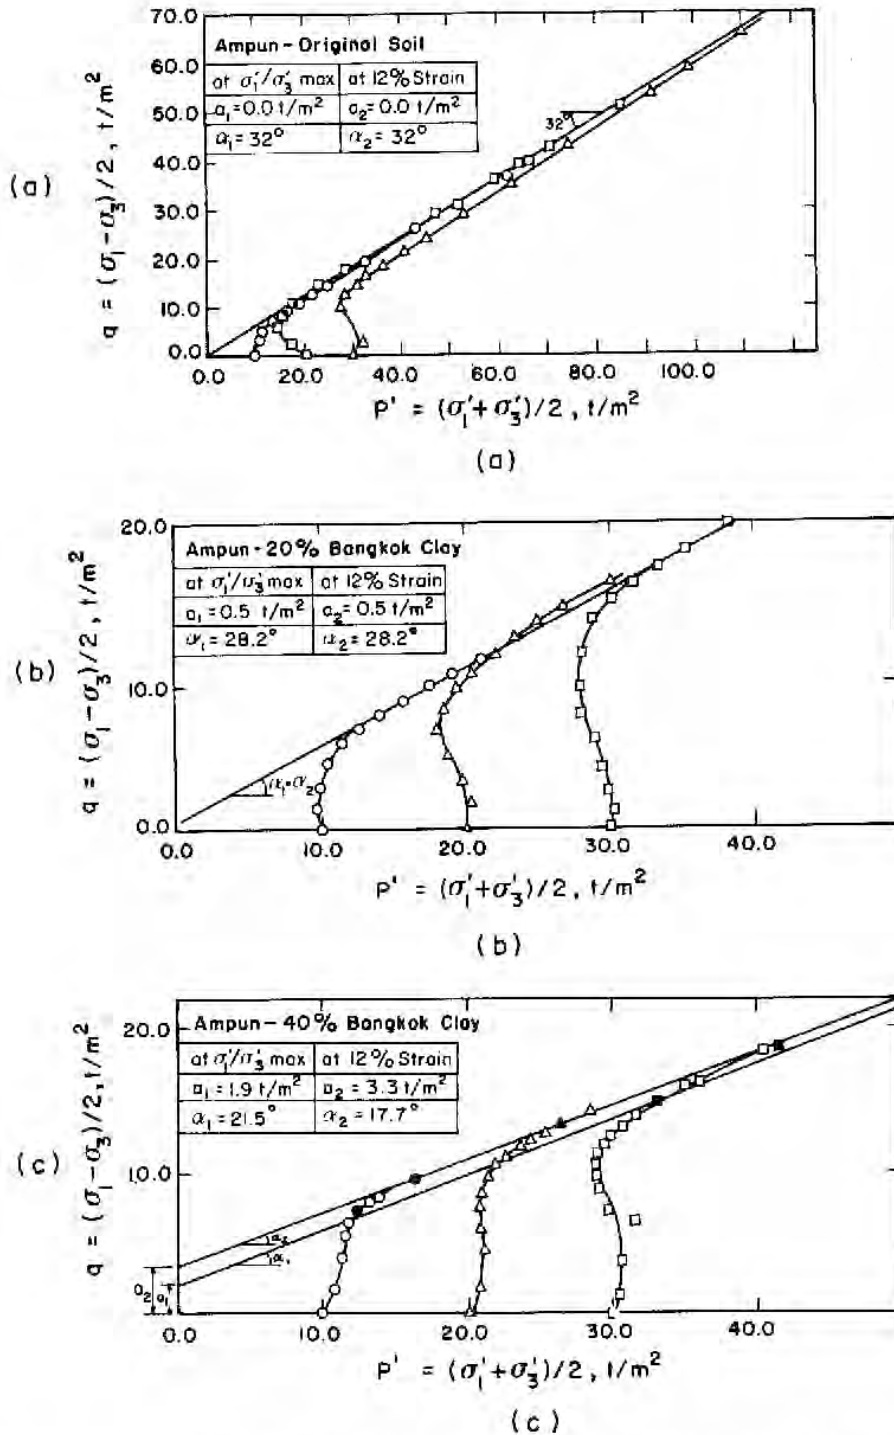 (a)
q = (σ₁ − σ₃)/2, t/m²
70.0
60.0
50.0
40.0
30.0
20.0
10.0
0.0
Ampun-Original Soil
at σ₁′/σ₃′ max at 12% Strain
a₁=0.0 t/m² a₂=0.0 t/m²
α₁=32° α₂=32°
32°
0.0 20.0 40.0 60.0 80.0 100.0
P' = (σ₁′+σ₃′)/2, t/m²
(a)
(b)
q = (σ₁ − σ₃)/2, t/m²
20.0
10.0
0.0
Ampun-20% Bangkok Clay
at σ₁′/σ₃′ max at 12% Strain
a₁=0.5 t/m² a₂=0.5 t/m²
α₁=28.2° α₂=28.2°
α₁=α₂
0.0 10.0 20.0 30.0 40.0
P' = (σ₁′+σ₃′)/2, t/m²
(b)
(c)
q = (σ₁ − σ₃)/2, t/m²
20.0
10.0
Ampun-40% Bangkok Clay
at σ₁′/σ₃′ max at 12% Strain
a₁=1.9 t/m² a₂=3.3 t/m²
α₁=21.5° α₂=17.7°
α₂
α₁
a₂ a₁
0.0 10.0 20.0 30.0 40.0
P' = (σ₁′+σ₃′)/2, t/m²
(c)